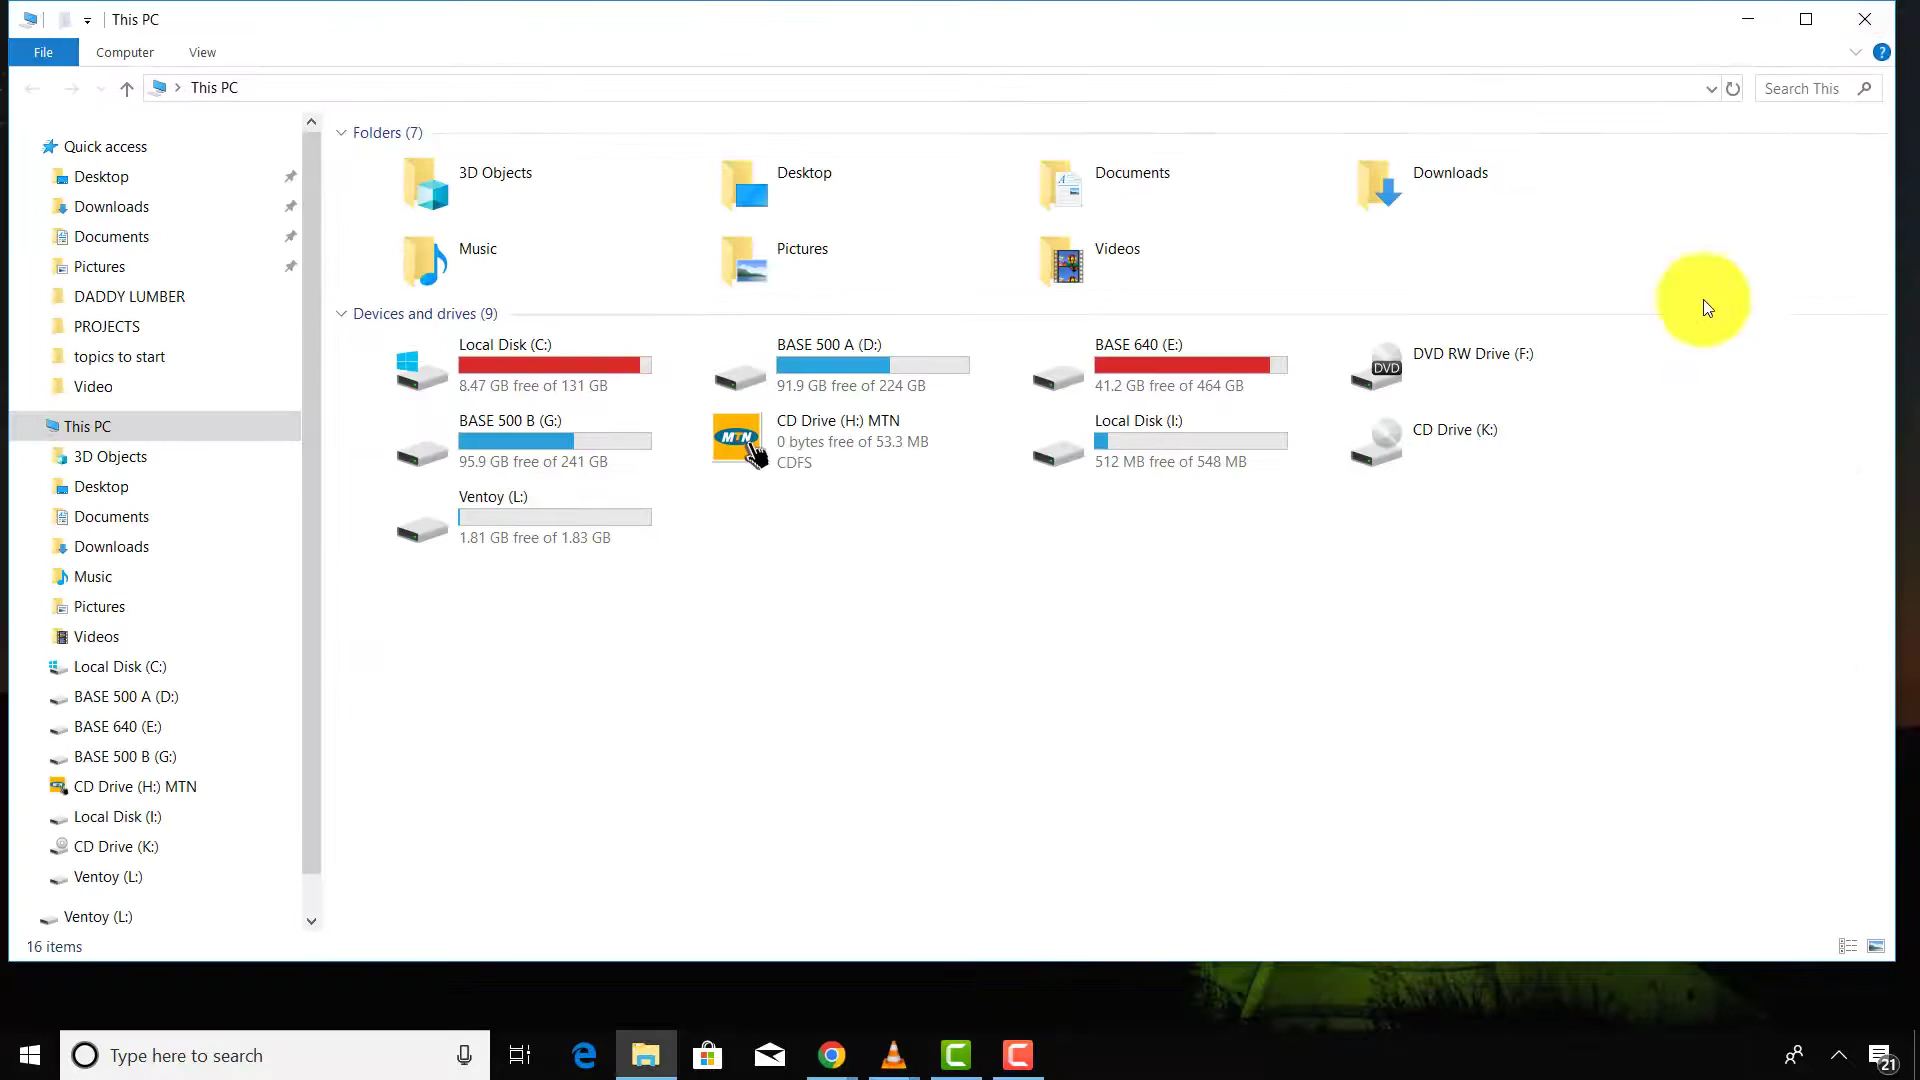 This PC
File
Computer
View
This PC
Search This
Quick access
Desktop
Downloads
Documents
Pictures
DADDY LUMBER
PROJECTS
topics to start
Video
This PC
3D Objects
Desktop
Documents
Downloads
Music
Pictures
Videos
Local Disk (C:)
BASE 500 A (D:)
BASE 640 (E:)
BASE 500 B (G:)
CD Drive (H:) MTN
Local Disk (I:)
CD Drive (K:)
Ventoy (L:)
Ventoy (L:)
Folders (7)
3D Objects
Desktop
Documents
Downloads
Music
Pictures
Videos
Devices and drives (9)
Local Disk (C:)
8.47 GB free of 131 GB
BASE 500 A (D:)
91.9 GB free of 224 GB
BASE 640 (E:)
41.2 GB free of 464 GB
DVD
DVD RW Drive (F:)
BASE 500 B (G:)
95.9 GB free of 241 GB
MTN
CD Drive (H:) MTN
0 bytes free of 53.3 MB
CDFS
Local Disk (I:)
512 MB free of 548 MB
CD Drive (K:)
Ventoy (L:)
1.81 GB free of 1.83 GB
16 items
Type here to search
21